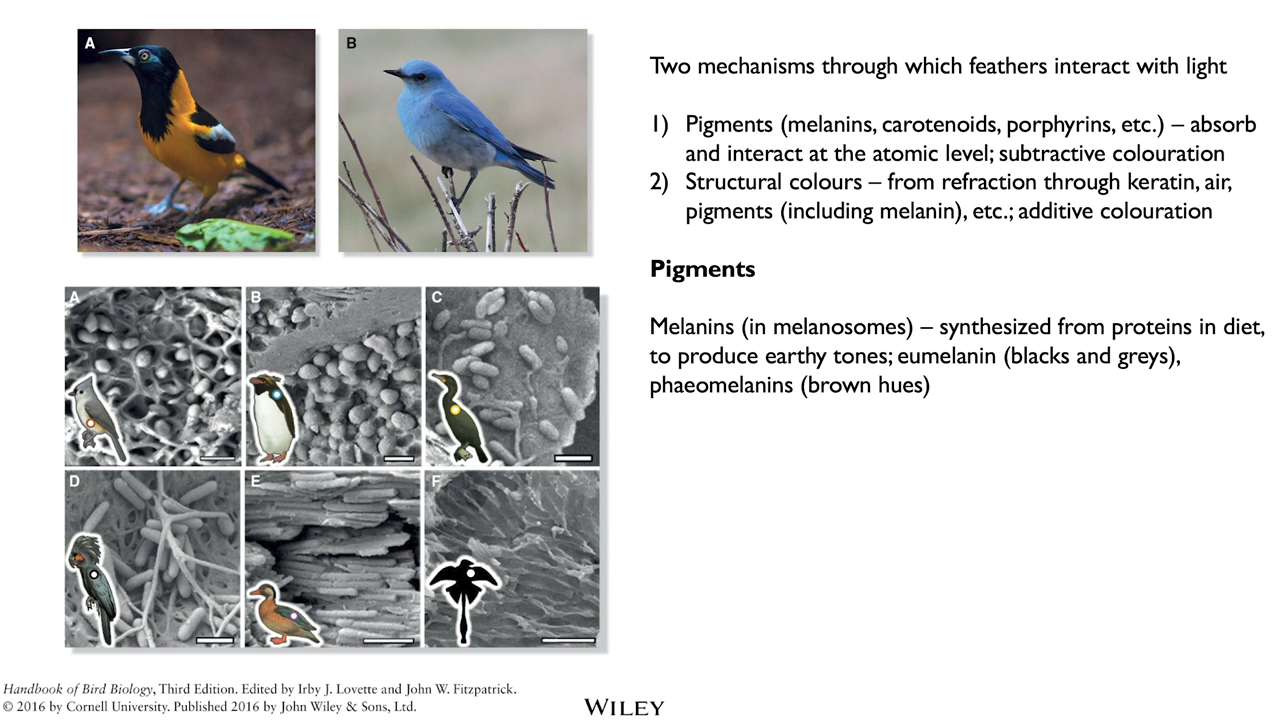 A
B
Two mechanisms through which feathers interact with light
1) Pigments (melanins, carotenoids, porphyrins, etc.) – absorb
and interact at the atomic level; subtractive colouration
2) Structural colours – from refraction through keratin, air,
pigments (including melanin), etc.; additive colouration
Pigments
Melanins (in melanosomes) – synthesized from proteins in diet,
to produce earthy tones; eumelanin (blacks and greys),
phaeomelanins (brown hues)
A
B
C
D
E
F
Handbook of Bird Biology, Third Edition. Edited by Irby J. Lovette and John W. Fitzpatrick.
© 2016 by Cornell University. Published 2016 by John Wiley & Sons, Ltd.
WILEY